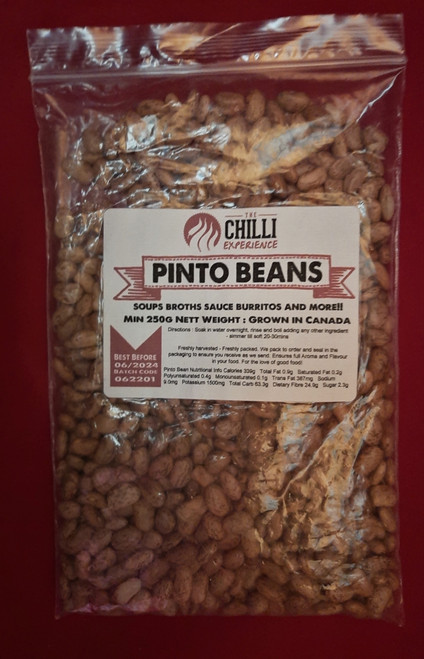 THE
CHILLI
EXPERIENCE
PINTO BEANS
SOUPS BROTHS SAUCE BURRITOS AND MORE!!
MIN 250G NETT WEIGHT : GROWN IN CANADA
Directions : Soak in water overnight, rinse and boil adding any other ingredient
- simmer till soft 20-30mins
Freshly harvested - Freshly packed. We pack to order and seal in the
packaging to ensure you receive as we send. Ensures full Aroma and Flavour
in your food. For the love of good food!
Pinto Bean Nutritional Info Calories 339g Total Fat 0.9g Saturated Fat 0.2g
Polyunsaturated 0.4g Monounsaturated 0.1g Trans Fat 387mg Sodium
9.0mg Potassium 1500mg Total Carb 63.3g Dietary Fibre 24.9g Sugar 2.3g
BEST BEFORE
06/2024
BATCH CODE
062201